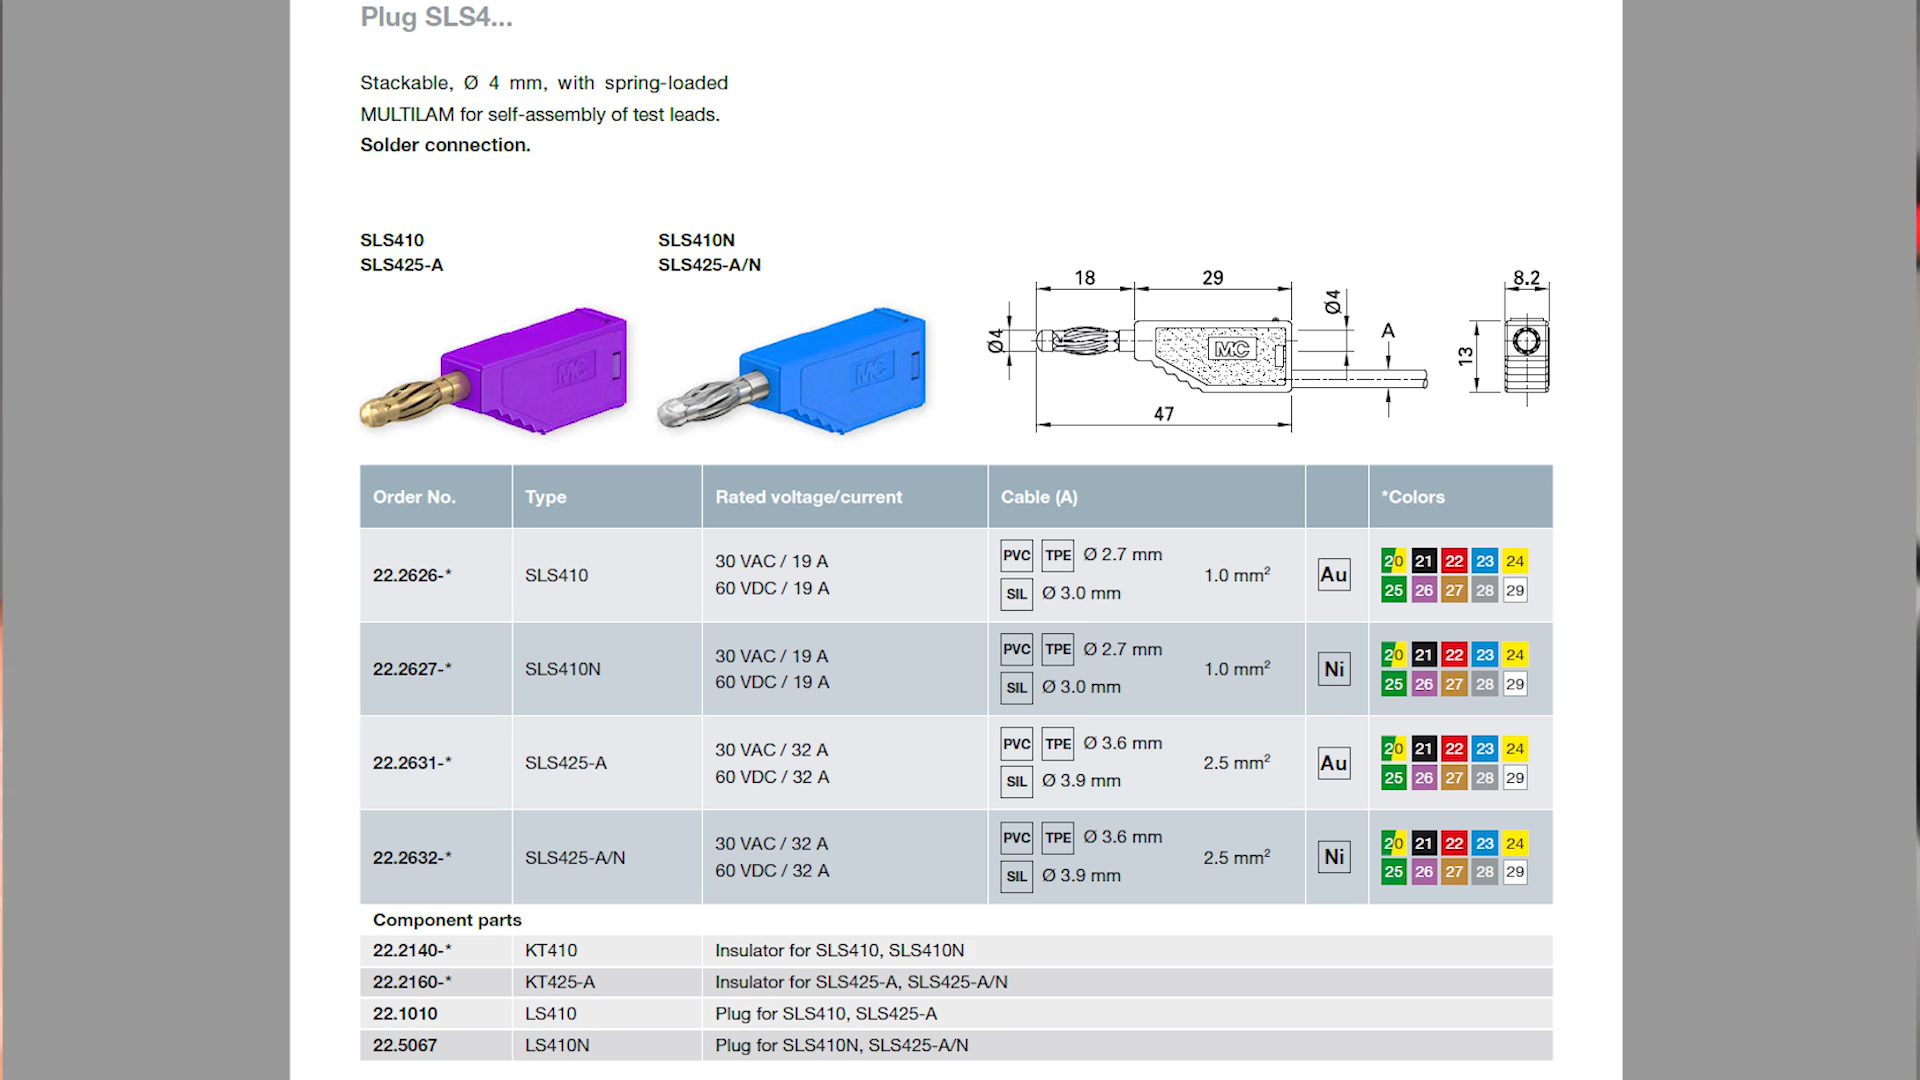 Plug SLS4...
Stackable, Ø 4 mm, with spring-loaded
MULTILAM for self-assembly of test leads.
Solder connection.
SLS410
SLS425-A
SLS410N
SLS425-A/N
MC
MC
18
29
Ø4
Ø4
A
MC
47
8.2
13
Order No. Type Rated voltage/current Cable (A) *Colors
22.2626-* SLS410 30 VAC / 19 A 60 VDC / 19 A PVC TPE Ø 2.7 mm SIL Ø 3.0 mm 1.0 mm² Au 20 21 22 23 24 25 26 27 28 29
22.2627-* SLS410N 30 VAC / 19 A 60 VDC / 19 A PVC TPE Ø 2.7 mm SIL Ø 3.0 mm 1.0 mm² Ni 20 21 22 23 24 25 26 27 28 29
22.2631-* SLS425-A 30 VAC / 32 A 60 VDC / 32 A PVC TPE Ø 3.6 mm SIL Ø 3.9 mm 2.5 mm² Au 20 21 22 23 24 25 26 27 28 29
22.2632-* SLS425-A/N 30 VAC / 32 A 60 VDC / 32 A PVC TPE Ø 3.6 mm SIL Ø 3.9 mm 2.5 mm² Ni 20 21 22 23 24 25 26 27 28 29
Component parts
22.2140-* KT410 Insulator for SLS410, SLS410N
22.2160-* KT425-A Insulator for SLS425-A, SLS425-A/N
22.1010 LS410 Plug for SLS410, SLS425-A
22.5067 LS410N Plug for SLS410N, SLS425-A/N